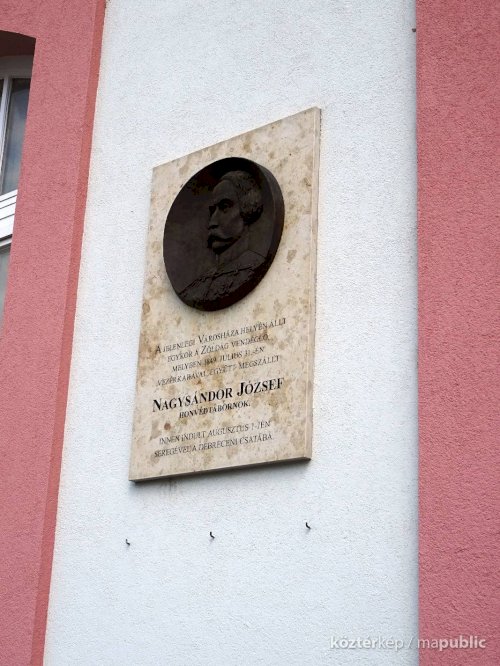 A JELENLEGI VÁROSHÁZA HELYÉN ÁLLT
EGYKOR A ZÖLDÁG VENDÉGLŐ,
MELYBEN 1849. JÚLIUS 31-ÉN
VEZÉRKARÁVAL EGYÜTT MEGSZÁLLT
NAGYSÁNDOR JÓZSEF
HONVÉDTÁBORNOK.
INNEN INDULT AUGUSZTUS 1-JÉN
SEREGÉVEL A DEBRECENI CSATÁBA.
köztérkép / mapublic